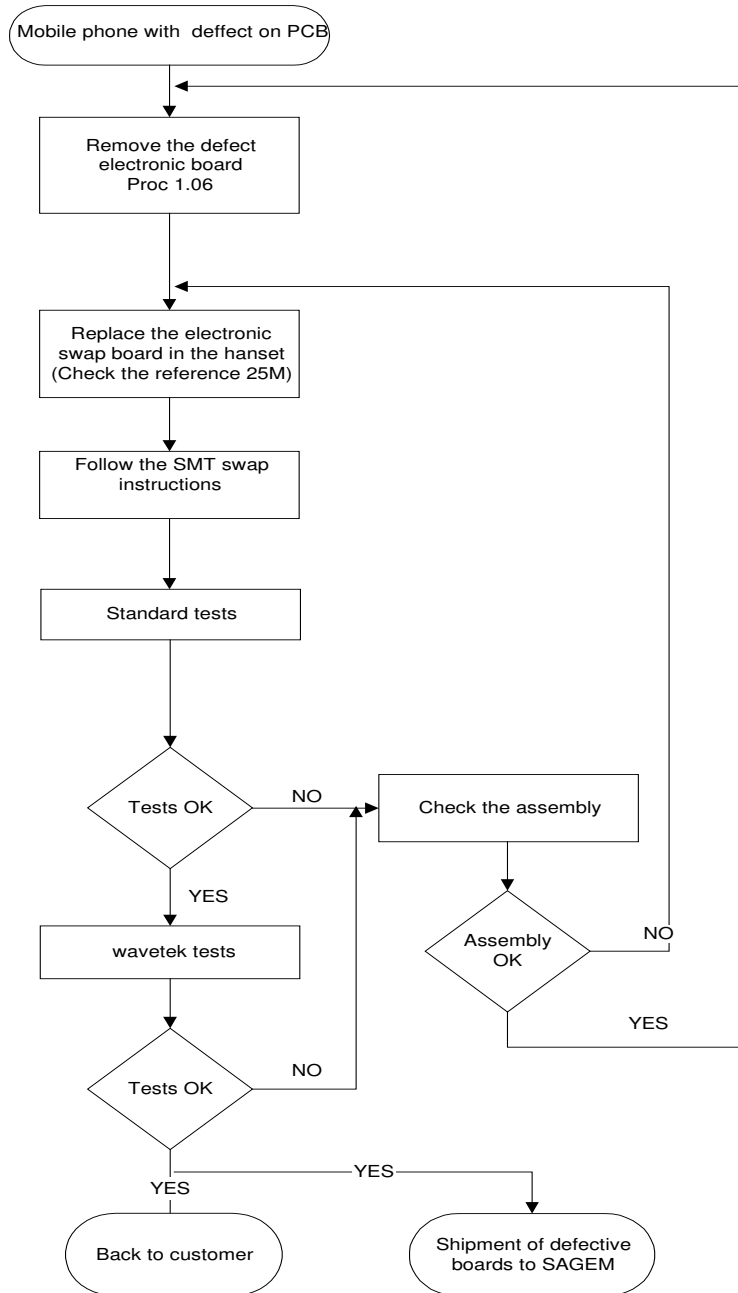 Mobile phone with deffect on PCB
Remove the defect
electronic board
Proc 1.06
Replace the electronic
swap board in the hanset
(Check the reference 25M)
Follow the SMT swap
instructions
Standard tests
Tests OK
NO
Check the assembly
YES
wavetek tests
Assembly
OK
NO
YES
Tests OK
NO
YES
YES
Back to customer
Shipment of defective
boards to SAGEM